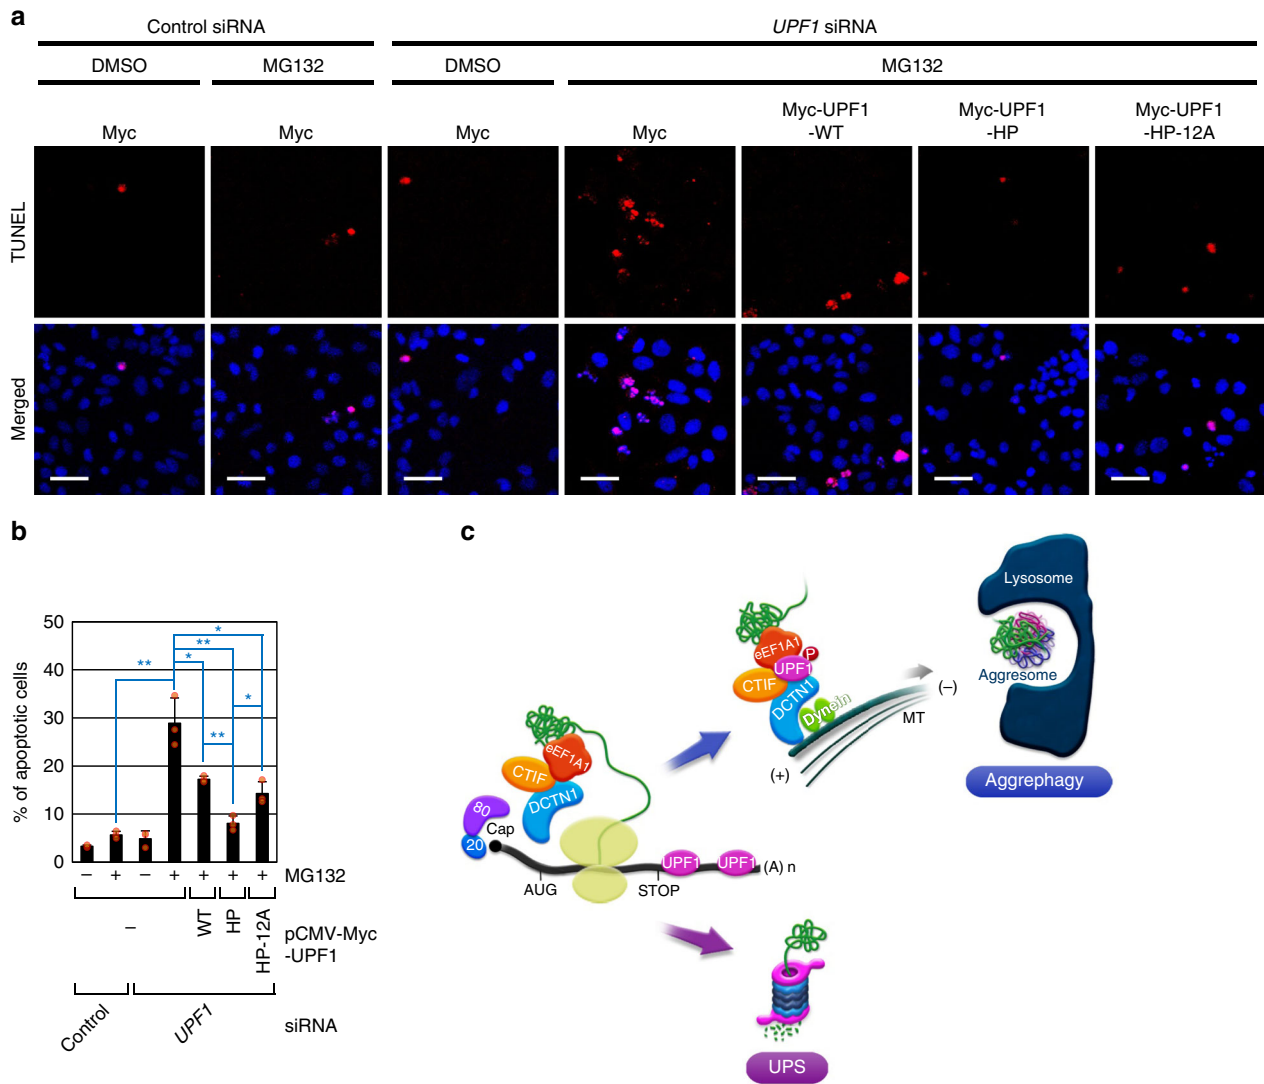 a
Control siRNA
UPF1 siRNA
DMSO
MG132
DMSO
MG132
Myc
Myc
Myc
Myc
Myc-UPF1
-WT
Myc-UPF1
-HP
Myc-UPF1
-HP-12A
TUNEL
Merged
b
% of apoptotic cells
50
40
30
20
10
0
**
*
**
*
**
*
− + − + + + +
MG132
−
WT
HP
HP-12A
pCMV-Myc
-UPF1
Control
UPF1
siRNA
c
eEF1A1
CTIF
DCTN1
80
20
Cap
AUG
STOP
UPF1
UPF1
(A) n
eEF1A1
P
UPF1
CTIF
DCTN1
Dynein
(+)
MT
(−)
Lysosome
Aggresome
Aggrephagy
UPS